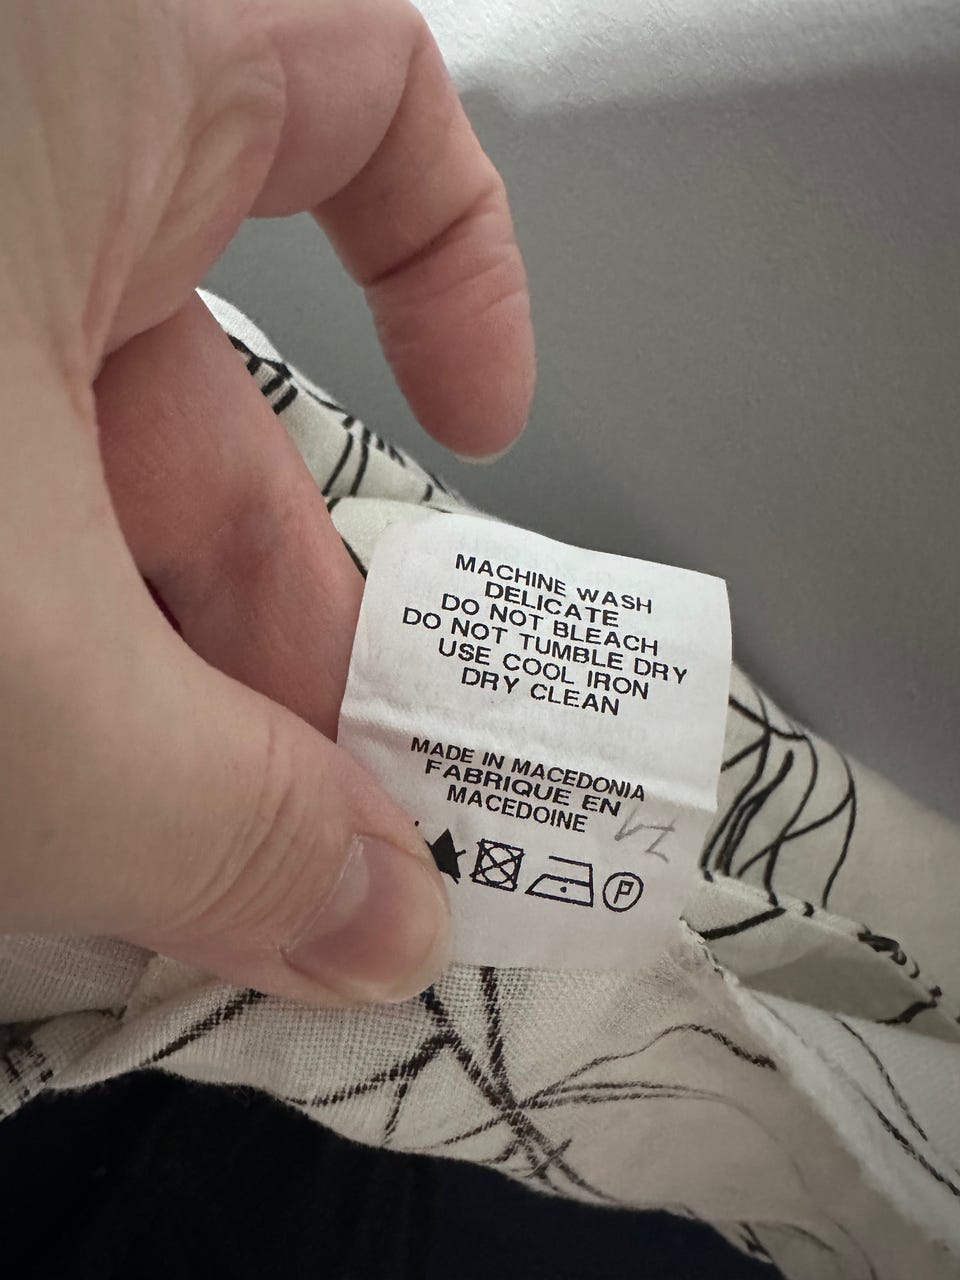 MACHINE WASH
DELICATE
DO NOT BLEACH
DO NOT TUMBLE DRY
USE COOL IRON
DRY CLEAN
MADE IN MACEDONIA
FABRIQUE EN
MACEDOINE
P